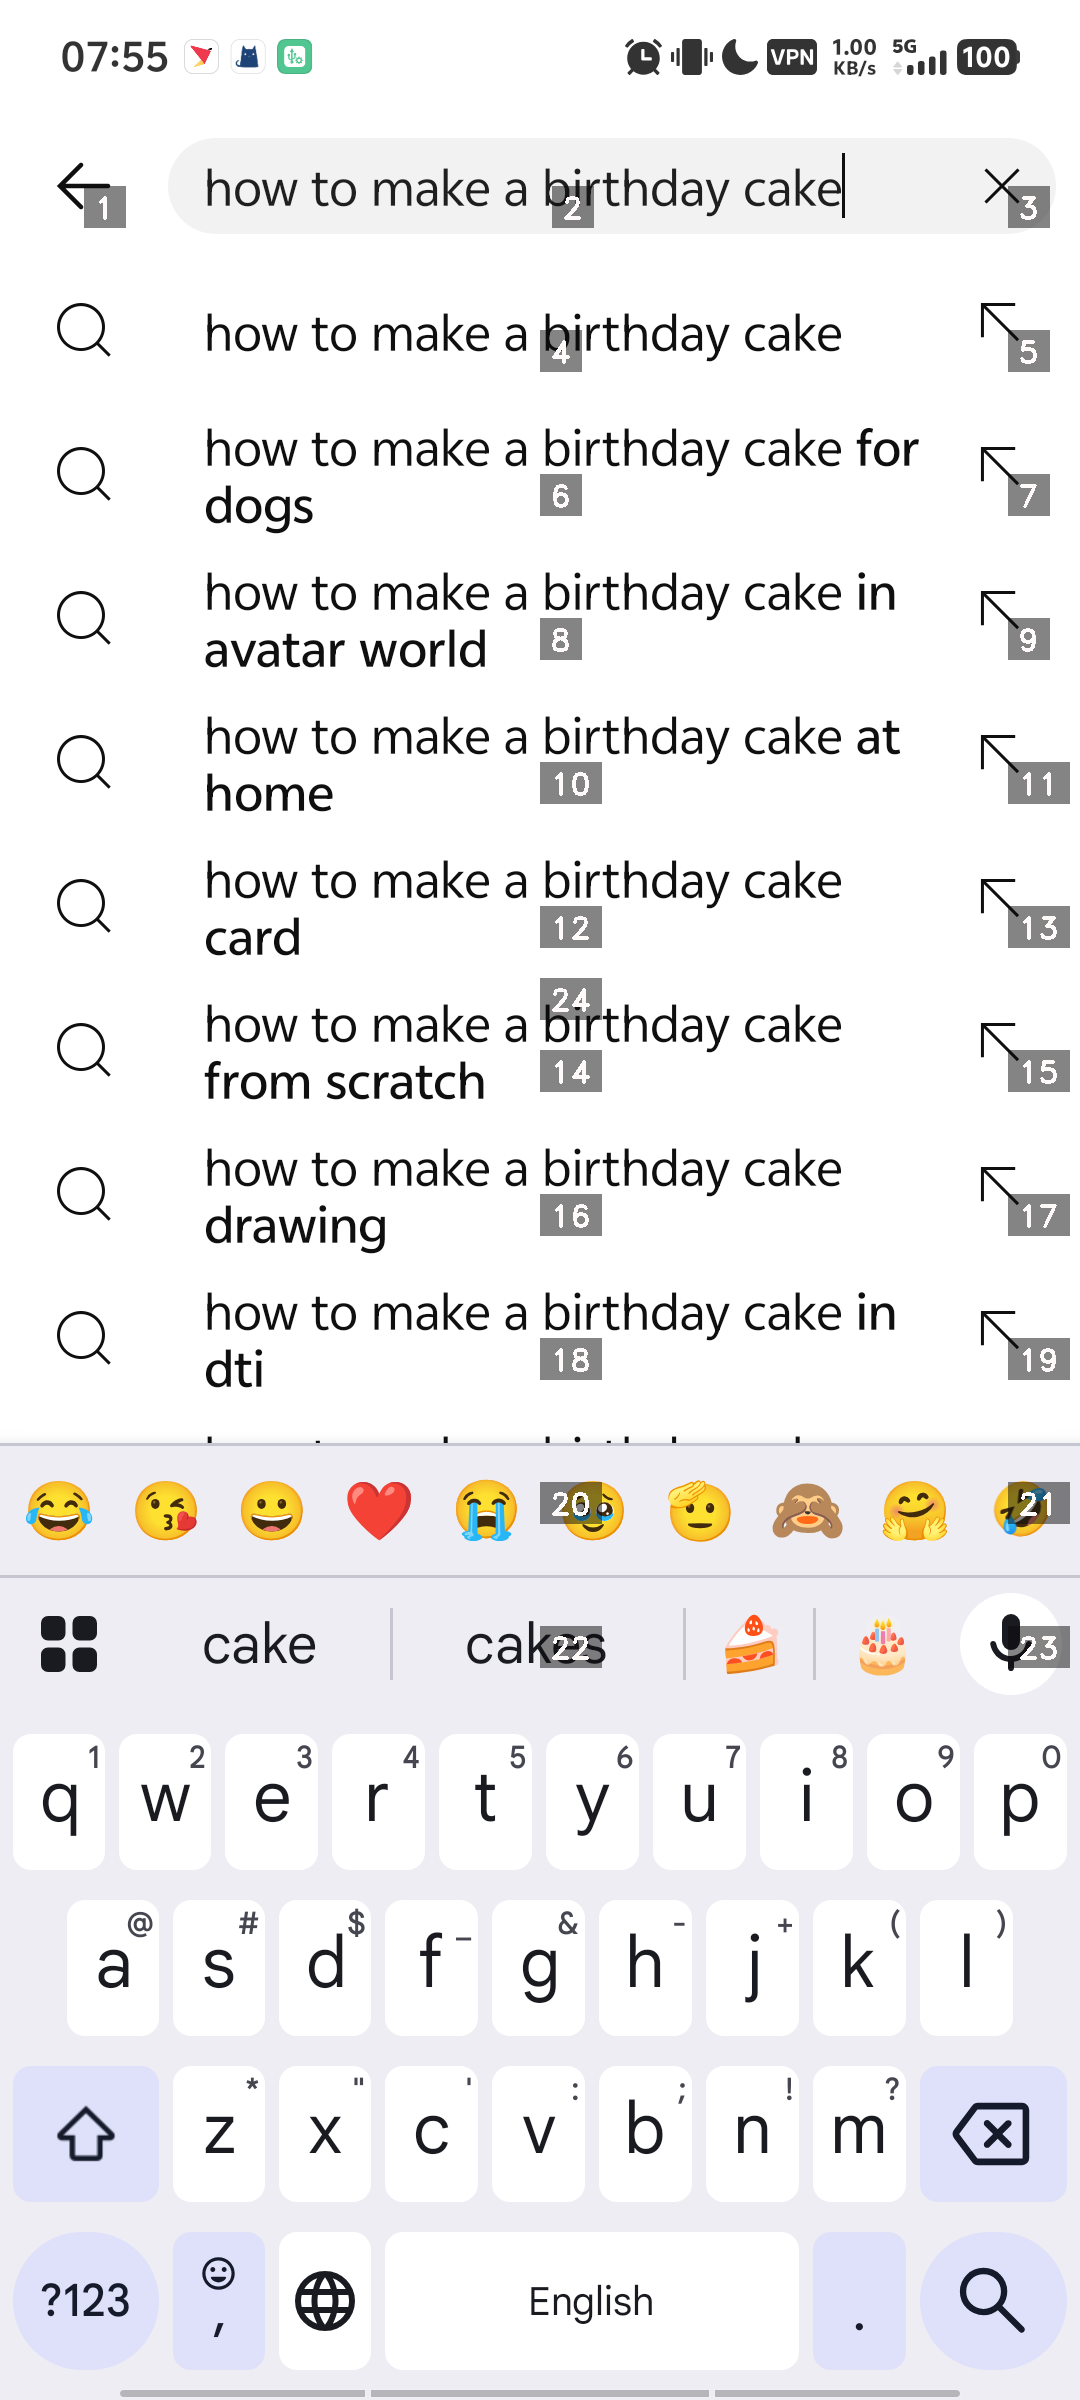 07:55
VPN
1.00
KB/s
5G
100
1
how to make a birthday cake
2
3
how to make a birthday cake
4
5
how to make a birthday cake for
dogs
6
7
how to make a birthday cake in
avatar world
8
9
how to make a birthday cake at
home
10
11
how to make a birthday cake
card
12
13
24
how to make a birthday cake
from scratch
14
15
how to make a birthday cake
drawing
16
17
how to make a birthday cake in
dti
18
19
20
21
cake
cakes
22
23
1 2 3 4 5 6 7 8 9 0
q w e r t y u i o p
@ # $ _ & - + ( )
a s d f g h j k l
* " ' : ; ! ?
z x c v b n m
?123
,
English
.